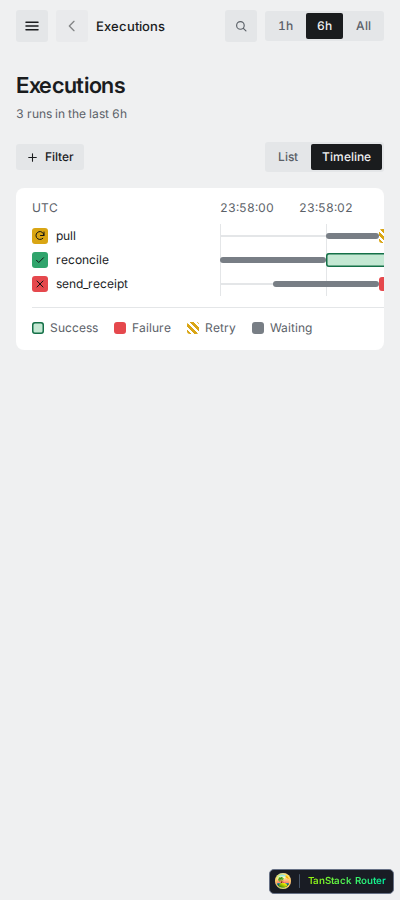 Executions
1h 6h All
Executions
3 runs in the last 6h
Filter
List Timeline
UTC 23:58:00 23:58:02
pull
reconcile
send_receipt
Success Failure Retry Waiting
TanStack Router